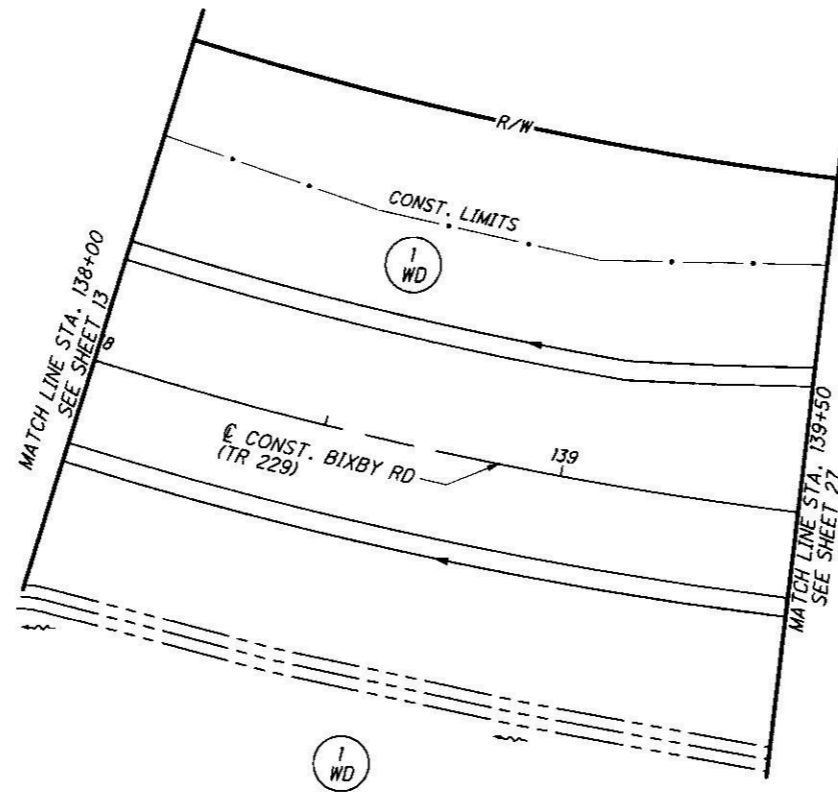 R/W
CONST. LIMITS
1
WD
MATCH LINE STA. 138+00
SEE SHEET 13
℄ CONST. BIXBY RD
(TR 229)
139
MATCH LINE STA. 139+50
SEE SHEET 27
1
WD